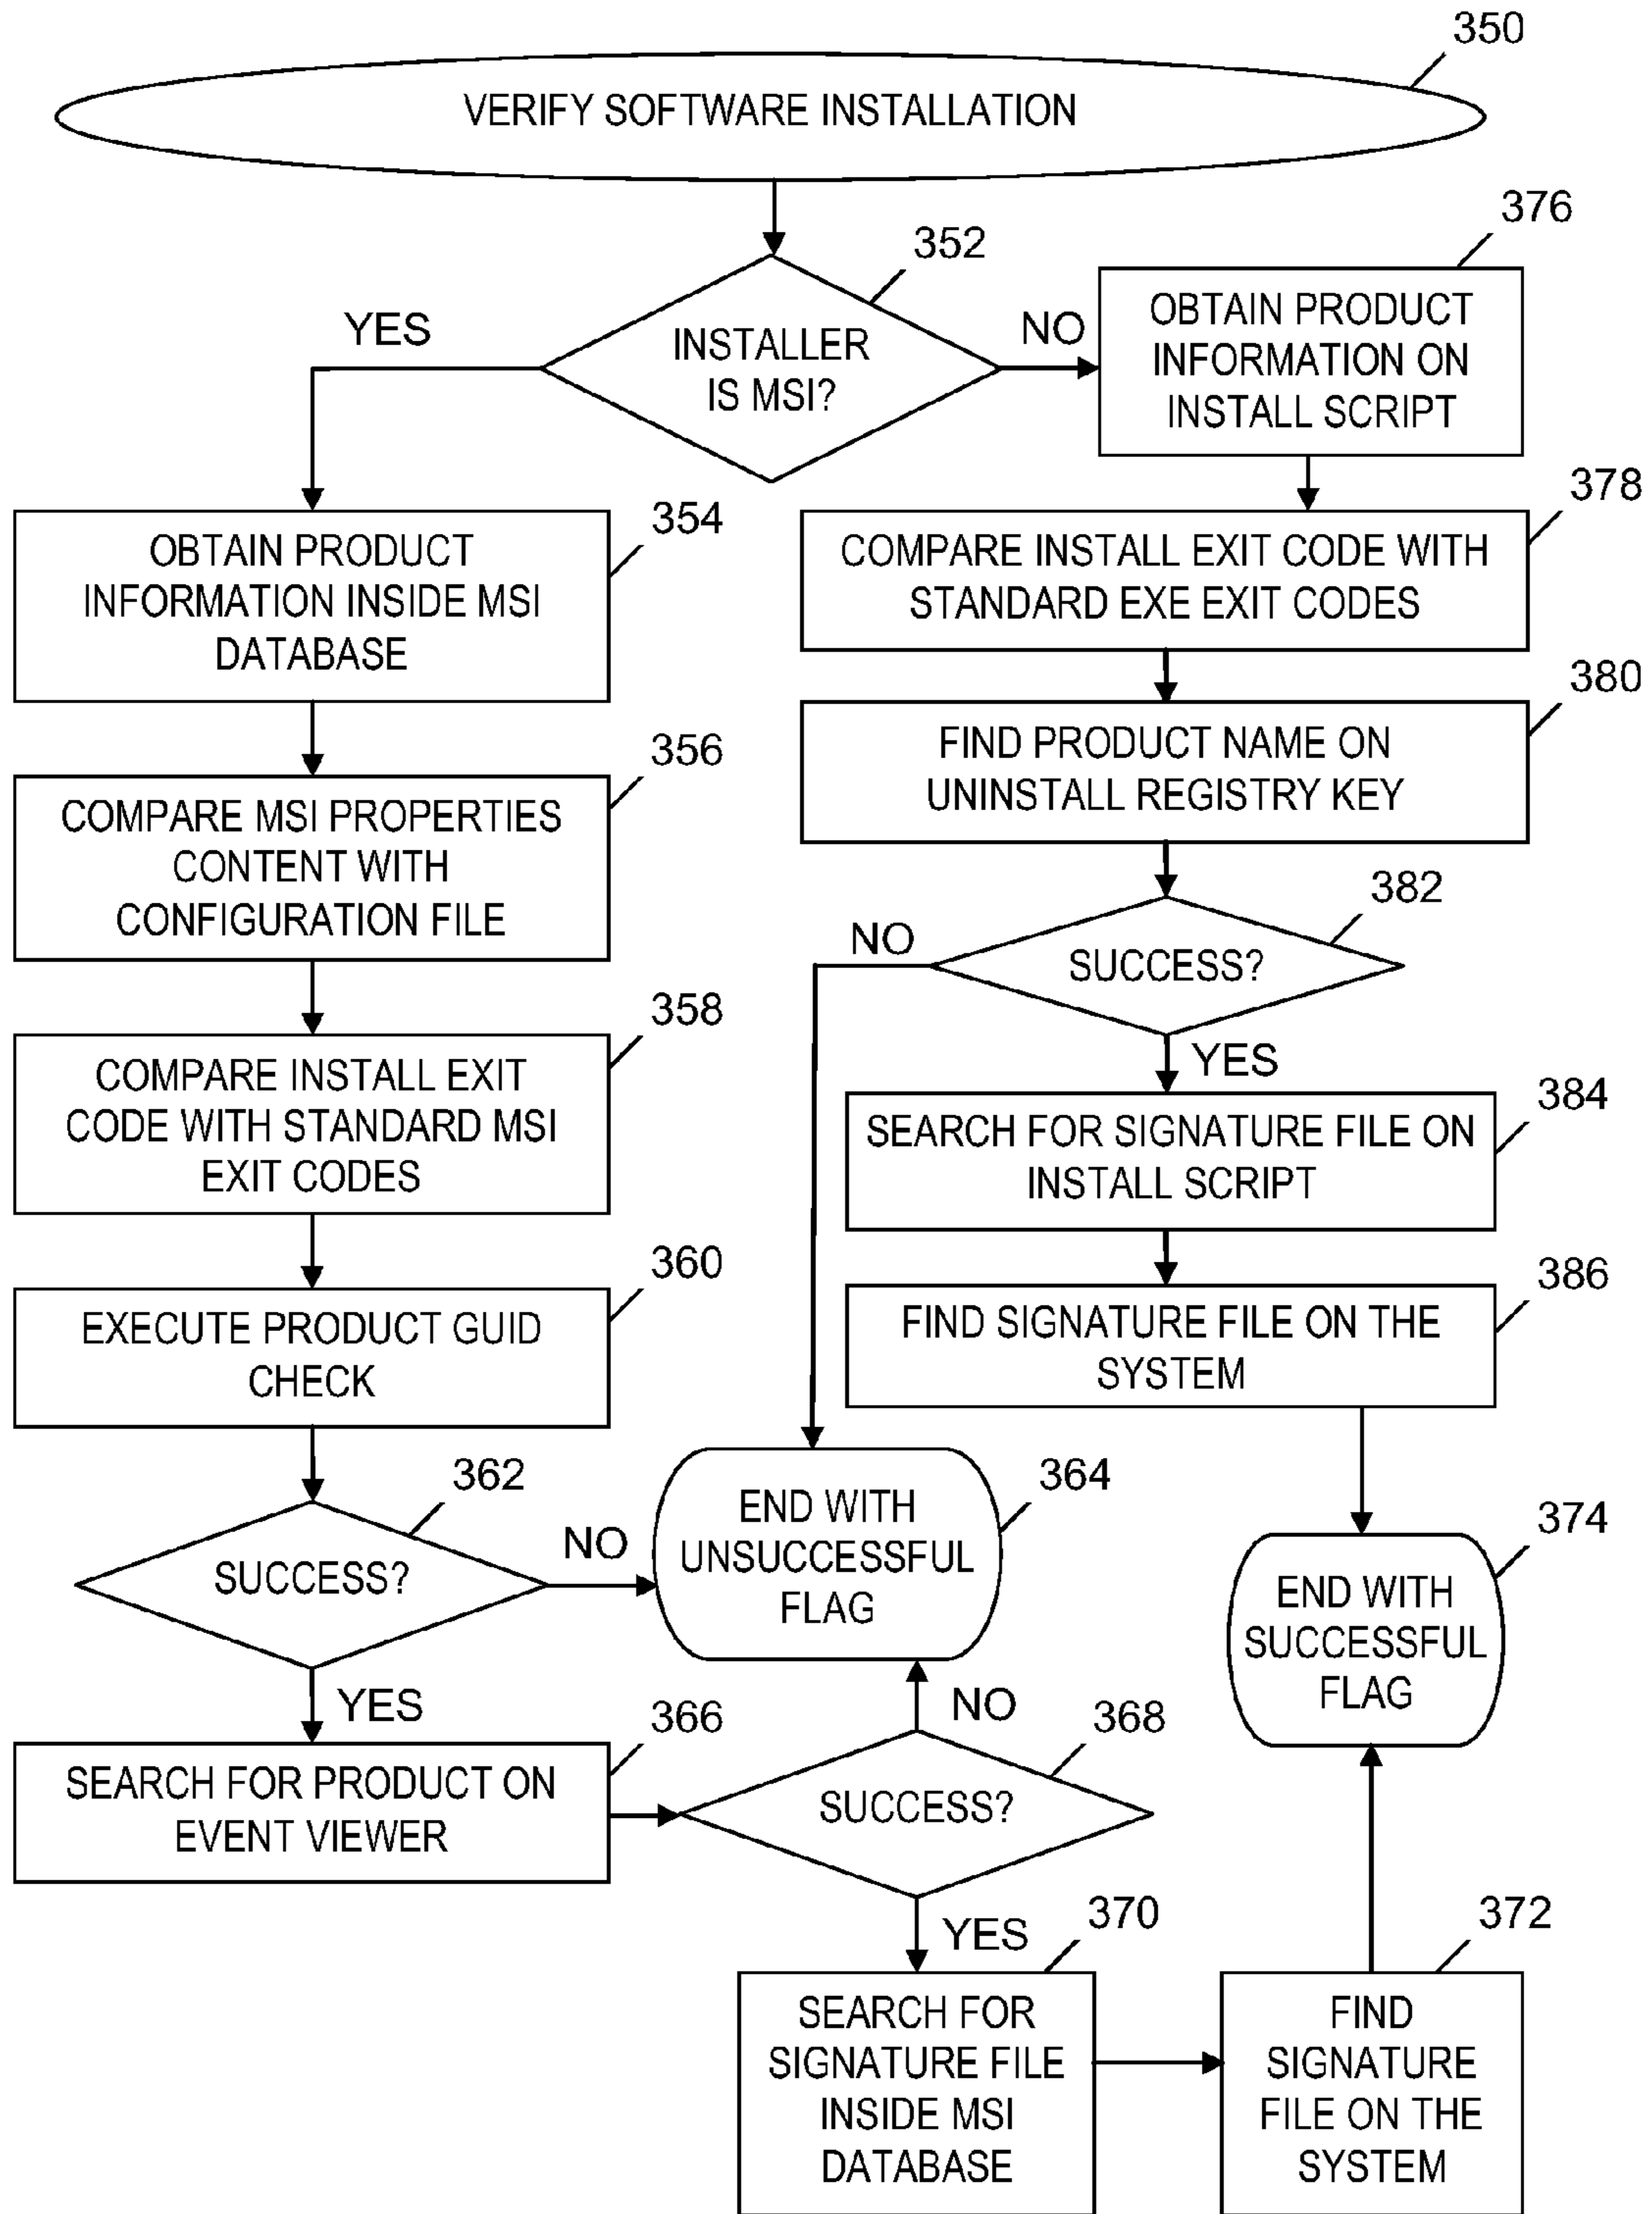 350
VERIFY SOFTWARE INSTALLATION
352
INSTALLER
IS MSI?
YES
NO
376
OBTAIN PRODUCT
INFORMATION ON
INSTALL SCRIPT
354
OBTAIN PRODUCT
INFORMATION INSIDE MSI
DATABASE
378
COMPARE INSTALL EXIT CODE WITH
STANDARD EXE EXIT CODES
356
COMPARE MSI PROPERTIES
CONTENT WITH
CONFIGURATION FILE
380
FIND PRODUCT NAME ON
UNINSTALL REGISTRY KEY
382
NO
SUCCESS?
YES
358
COMPARE INSTALL EXIT
CODE WITH STANDARD MSI
EXIT CODES
384
SEARCH FOR SIGNATURE FILE ON
INSTALL SCRIPT
360
EXECUTE PRODUCT GUID
CHECK
386
FIND SIGNATURE FILE ON THE
SYSTEM
362
SUCCESS?
NO
YES
364
END WITH
UNSUCCESSFUL
FLAG
374
END WITH
SUCCESSFUL
FLAG
366
SEARCH FOR PRODUCT ON
EVENT VIEWER
NO
368
SUCCESS?
YES
370
SEARCH FOR
SIGNATURE FILE
INSIDE MSI
DATABASE
372
FIND
SIGNATURE
FILE ON THE
SYSTEM